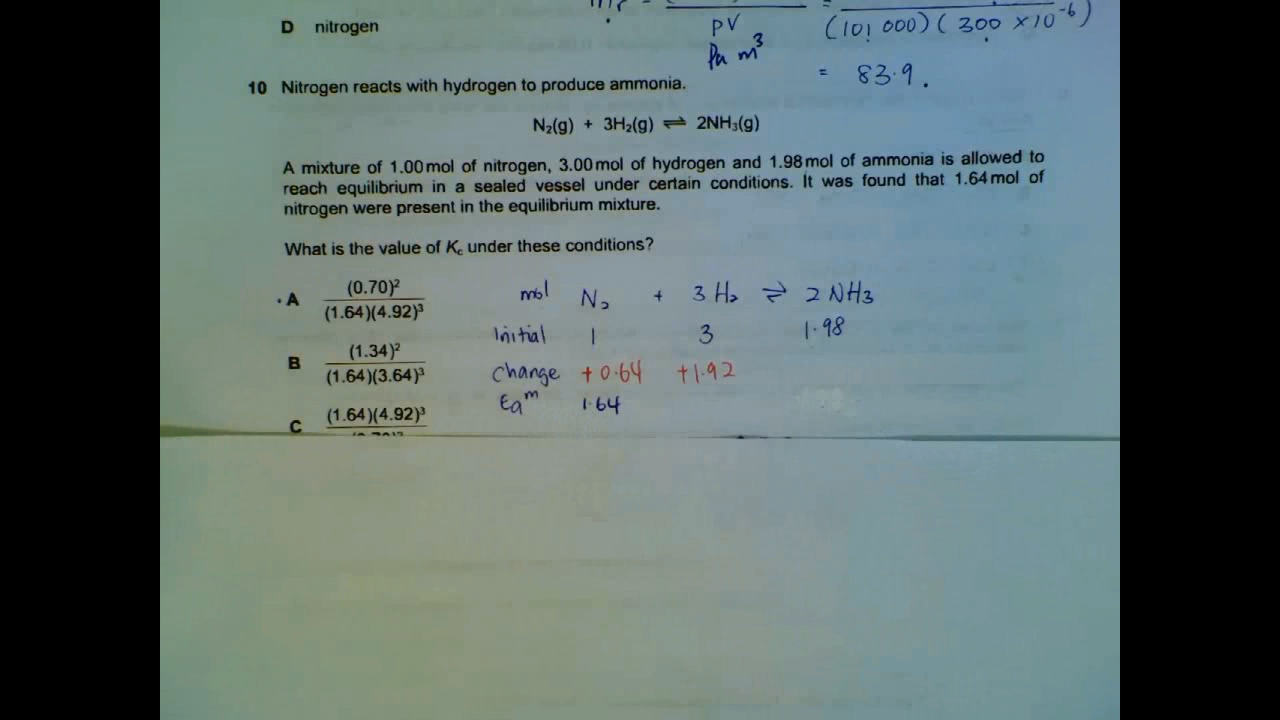 D nitrogen
pV
Pa m³
(101 000)(300 × 10⁻⁶)
= 83.9.
10 Nitrogen reacts with hydrogen to produce ammonia.
N₂(g) + 3H₂(g) ⇌ 2NH₃(g)
A mixture of 1.00 mol of nitrogen, 3.00 mol of hydrogen and 1.98 mol of ammonia is allowed to
reach equilibrium in a sealed vessel under certain conditions. It was found that 1.64 mol of
nitrogen were present in the equilibrium mixture.
What is the value of Kc under these conditions?
A (0.70)² / (1.64)(4.92)³
B (1.34)² / (1.64)(3.64)³
C (1.64)(4.92)³
mol N₂ + 3H₂ ⇌ 2NH₃
Initial 1 3 1.98
change +0.64 +1.92
Eqᵐ 1.64